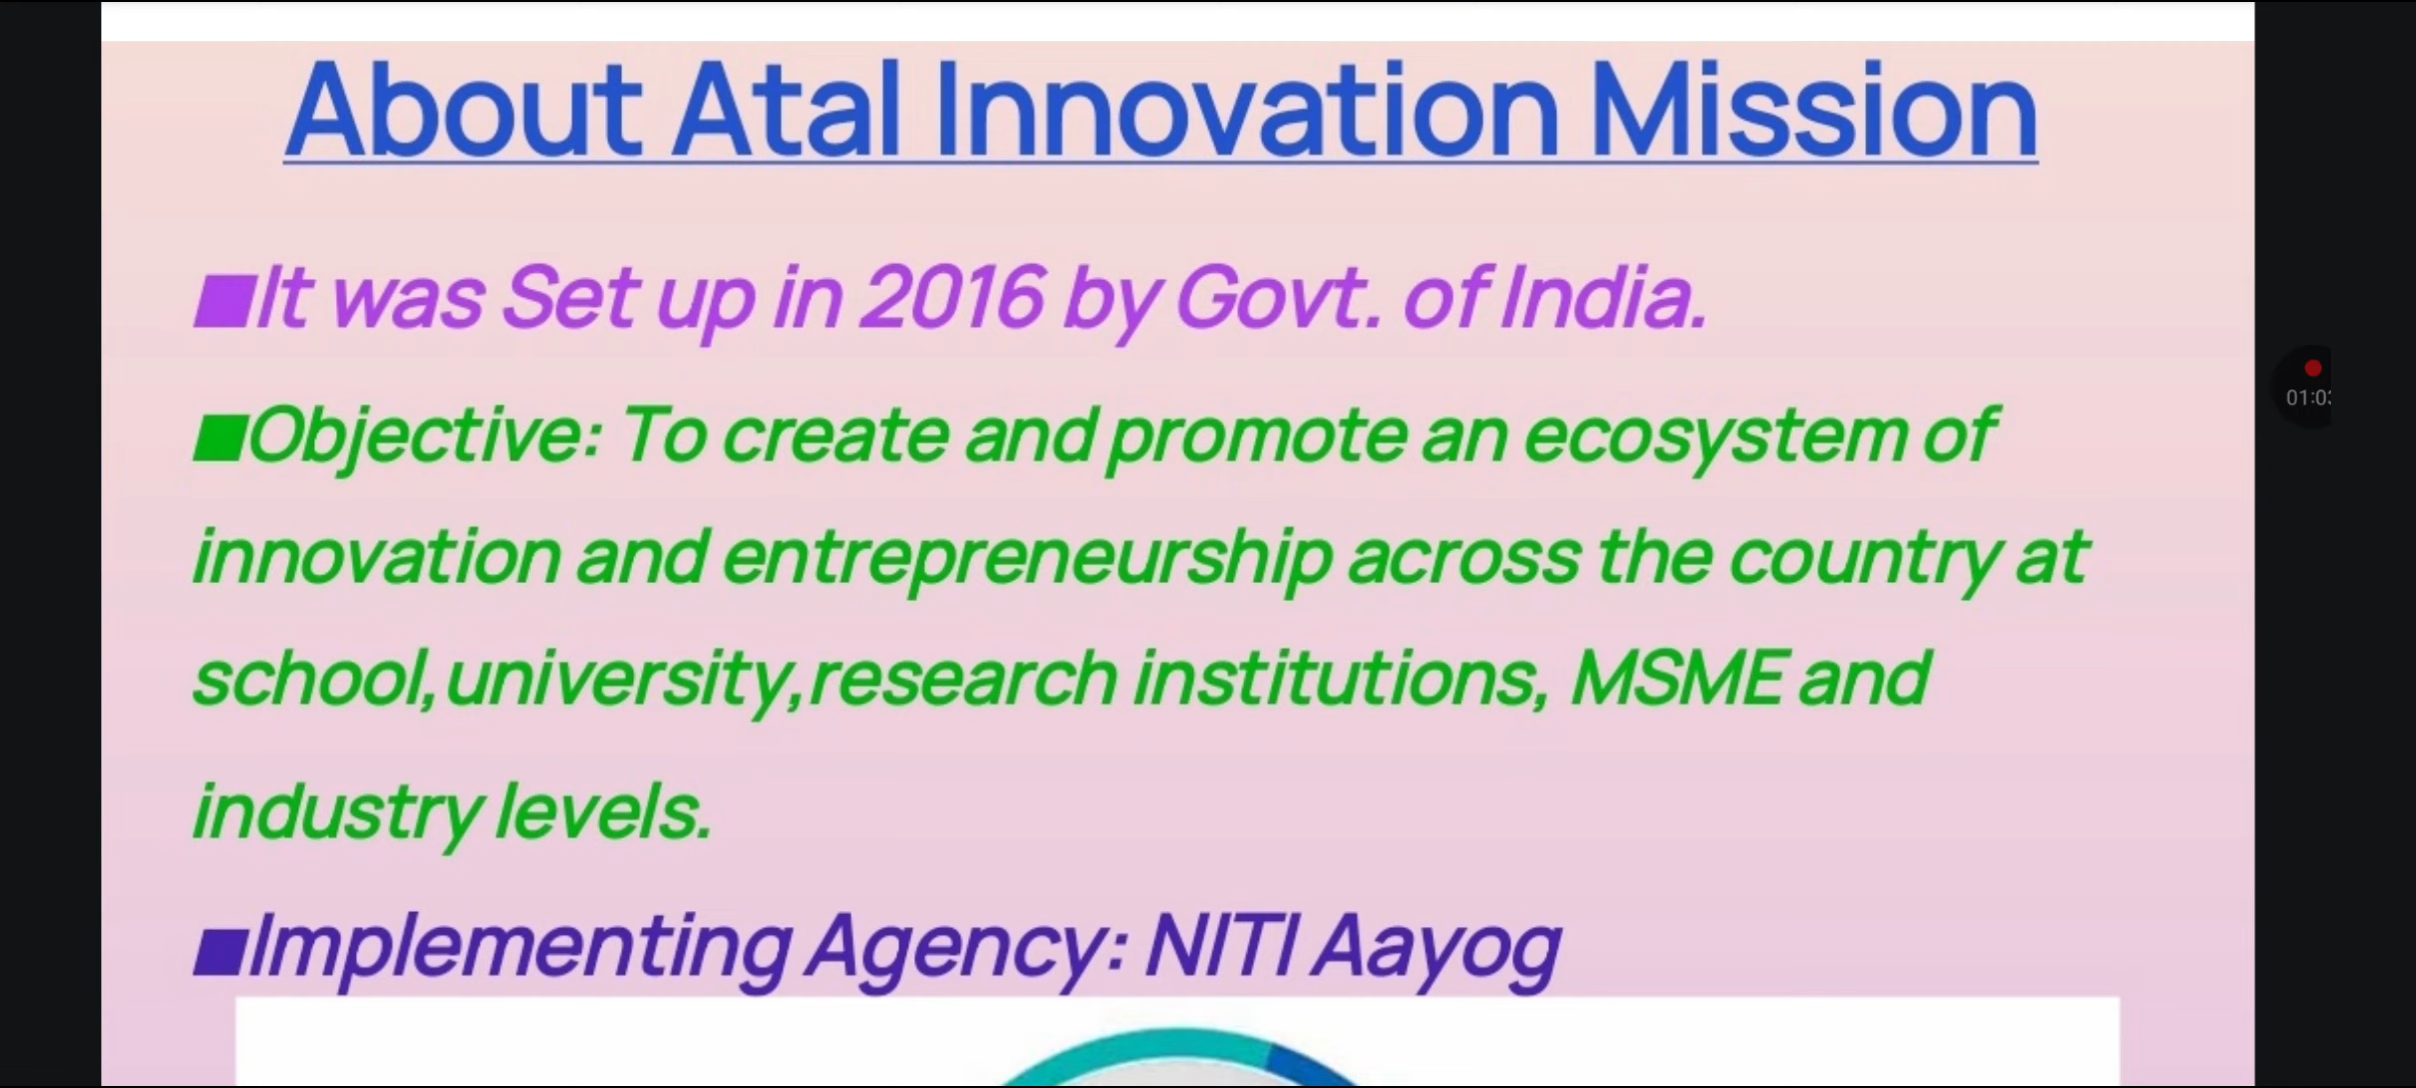 About Atal Innovation Mission
■It was Set up in 2016 by Govt. of India.
■Objective: To create and promote an ecosystem of
innovation and entrepreneurship across the country at
school,university,research institutions, MSME and
industry levels.
■Implementing Agency: NITI Aayog